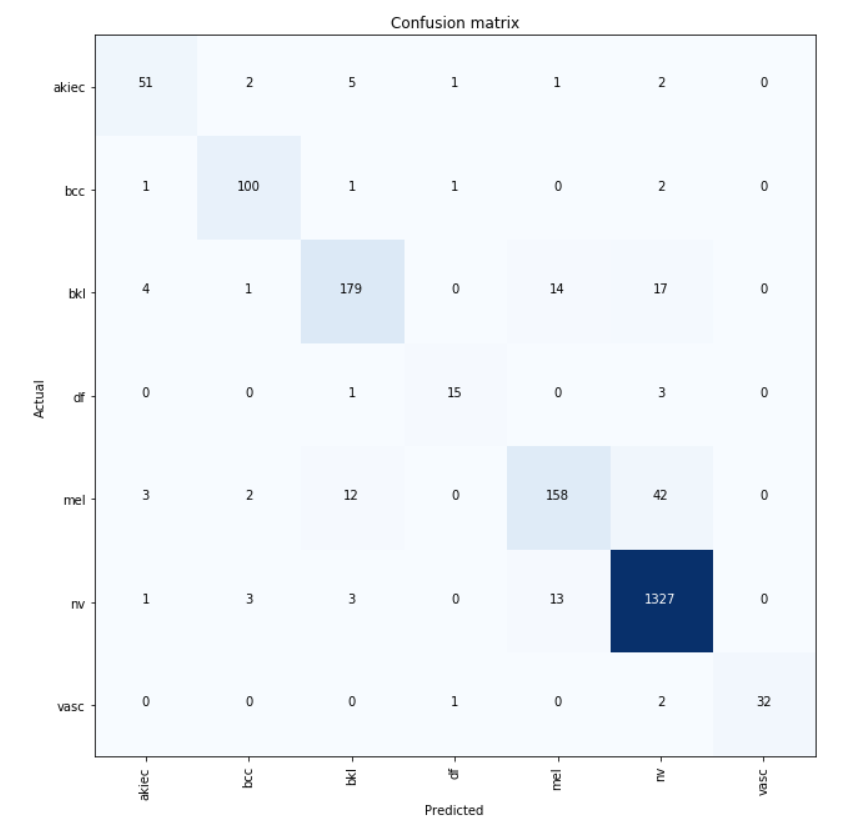 Confusion matrix
akiec 51 2 5 1 1 2 0
bcc 1 100 1 1 0 2 0
bkl 4 1 179 0 14 17 0
Actual
df 0 0 1 15 0 3 0
mel 3 2 12 0 158 42 0
nv 1 3 3 0 13 1327 0
vasc 0 0 0 1 0 2 32
akiec bcc bkl df mel nv vasc
Predicted